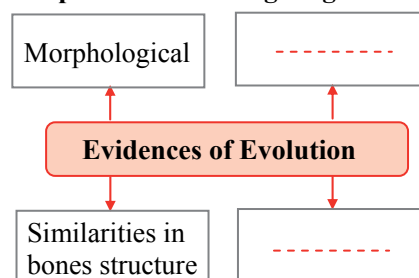 Morphological
Evidences of Evolution
Similarities in
bones structure